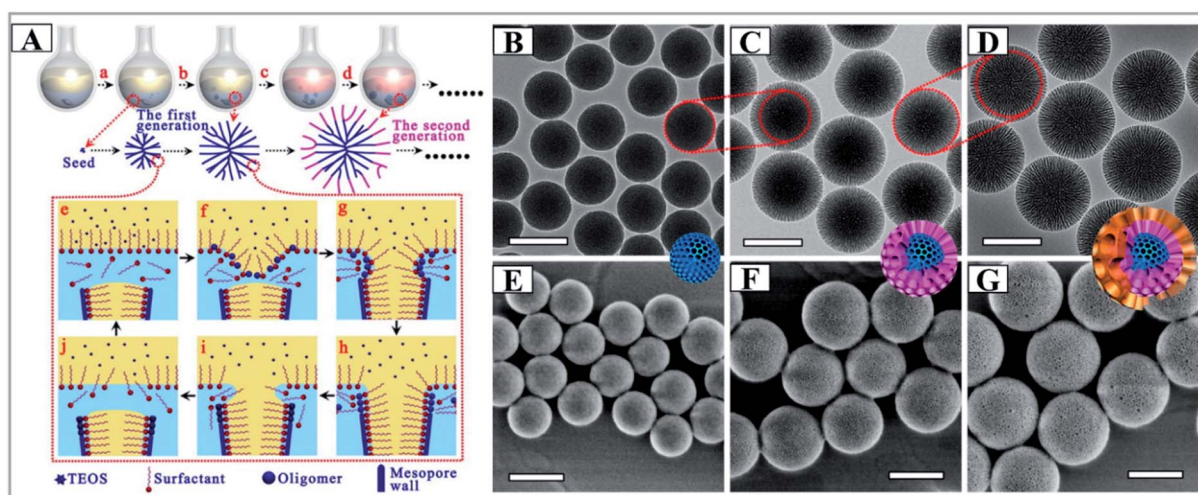 A
B
C
D
a
b
c
d
The first
generation
The second
generation
Seed
e
f
g
j
i
h
E
F
G
TEOS
Surfactant
Oligomer
Mesopore
wall